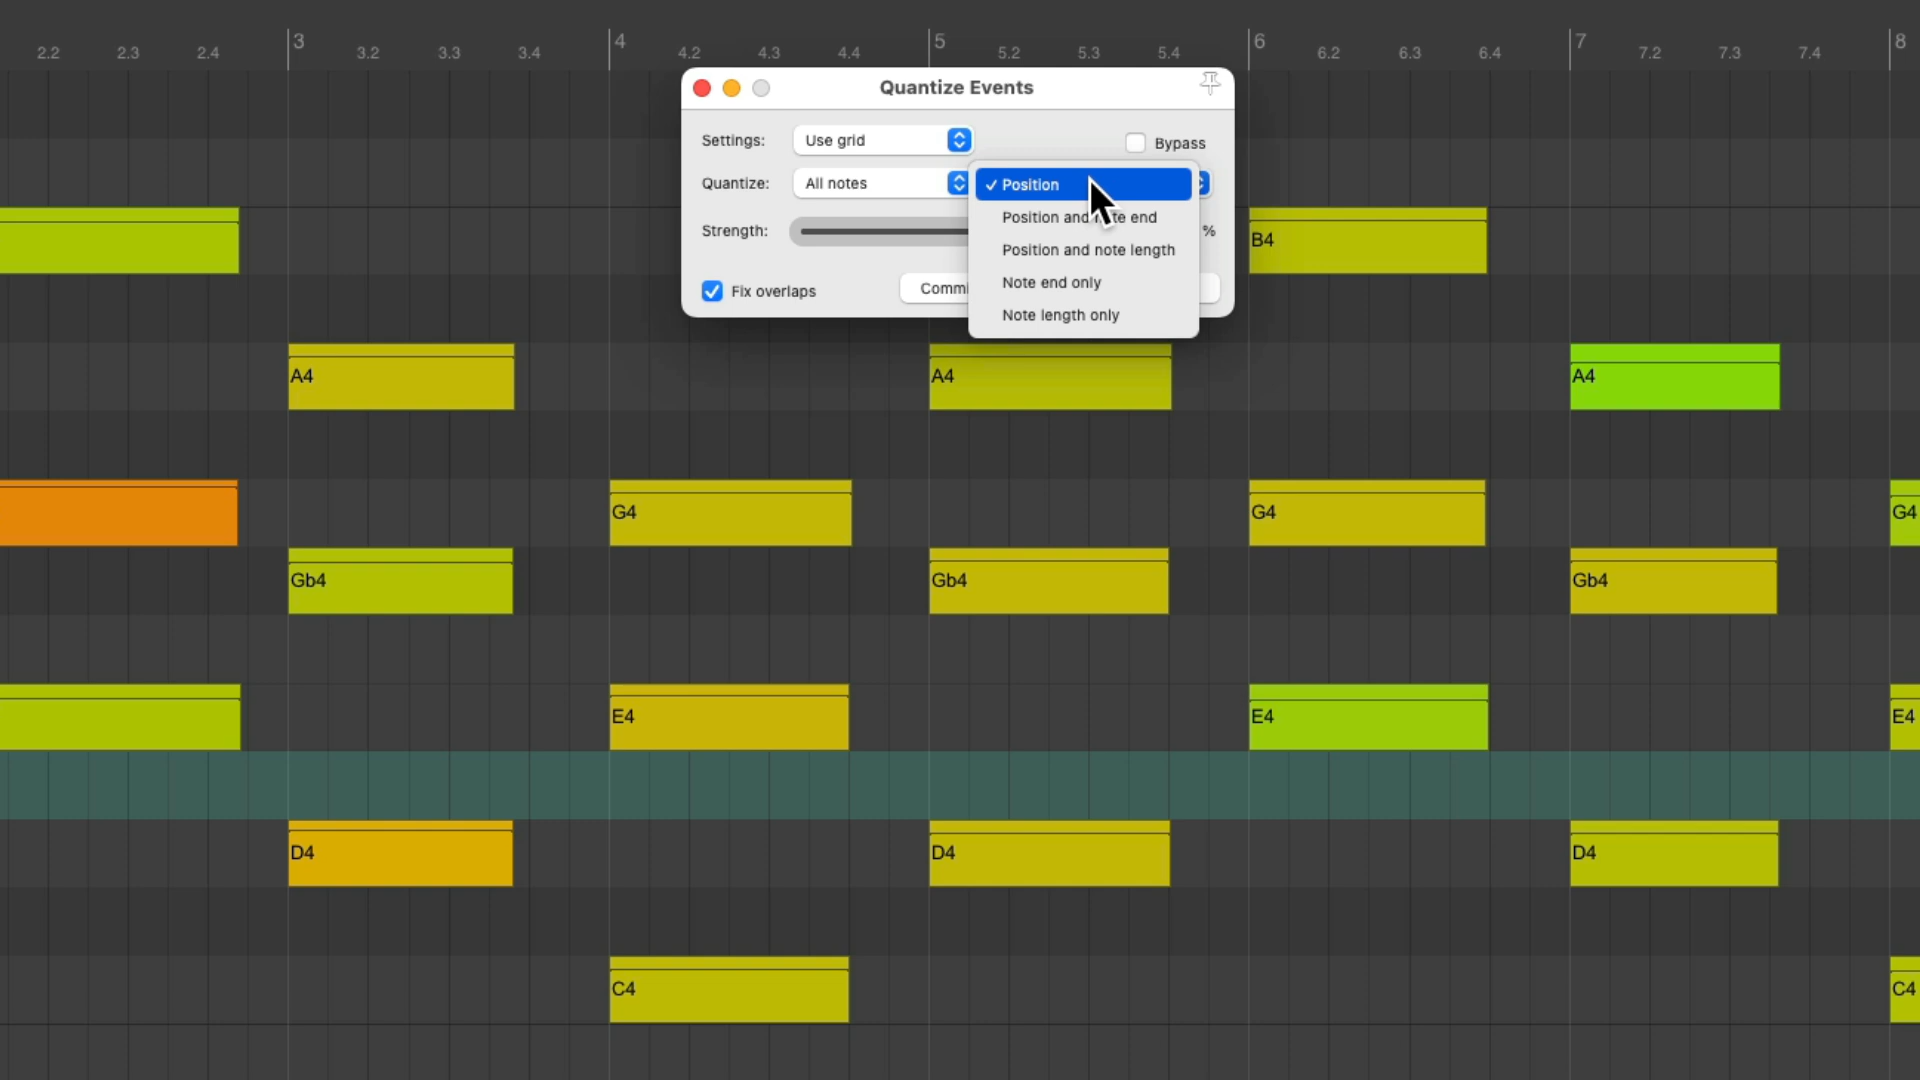 2.2 2.3 2.4 3 3.2 3.3 3.4 4 4.2 4.3 4.4 5 5.2 5.3 5.4 6 6.2 6.3 6.4 7 7.2 7.3 7.4 8
Quantize Events
Settings: Use grid Bypass
Quantize: All notes ✓ Position
Position and note end
Strength: %
Position and note length
Note end only
Fix overlaps Commi
Note length only
B4
A4 A4 A4
G4 G4 G4
Gb4 Gb4 Gb4
E4 E4 E4
D4 D4 D4
C4 C4